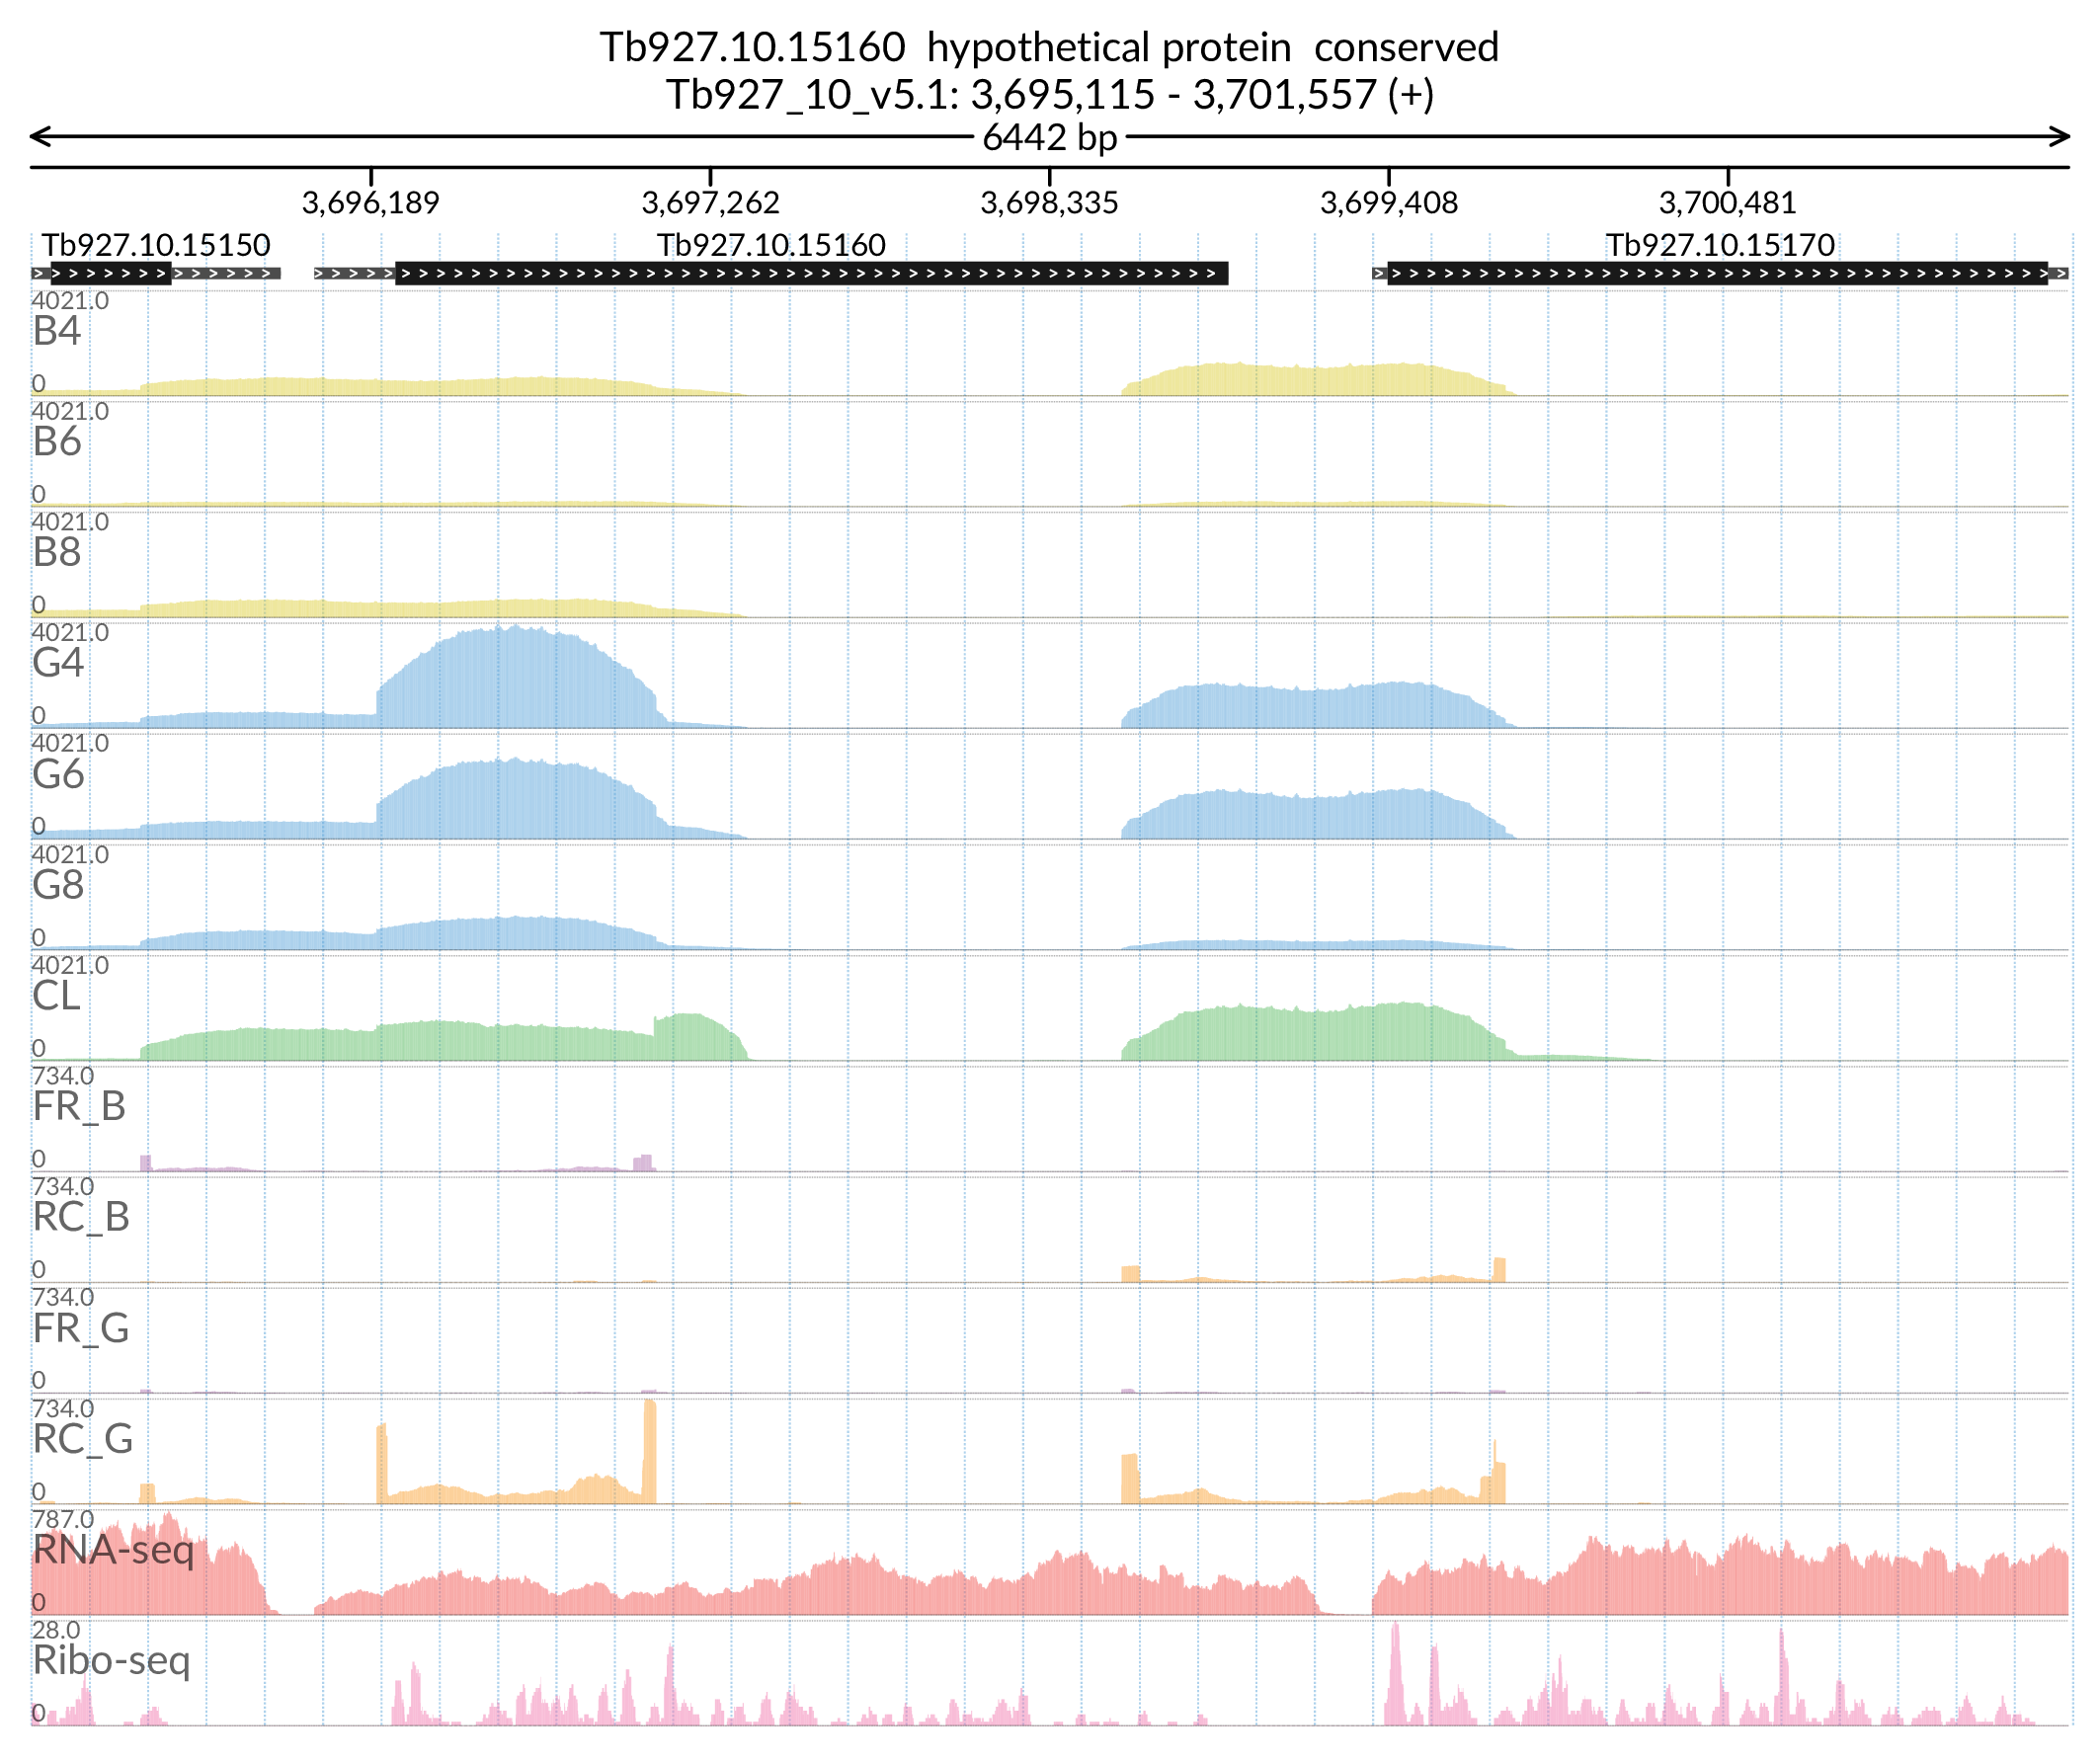 Tb927.10.15160  hypothetical protein  conserved
Tb927_10_v5.1: 3,695,115 - 3,701,557 (+)
6442 bp
3,696,189 3,697,262 3,698,335 3,699,408 3,700,481
Tb927.10.15150 Tb927.10.15160 Tb927.10.15170
4021.0
B4
0
4021.0
B6
0
4021.0
B8
0
4021.0
G4
0
4021.0
G6
0
4021.0
G8
0
4021.0
CL
0
734.0
FR_B
0
734.0
RC_B
0
734.0
FR_G
0
734.0
RC_G
0
787.0
RNA-seq
0
28.0
Ribo-seq
0